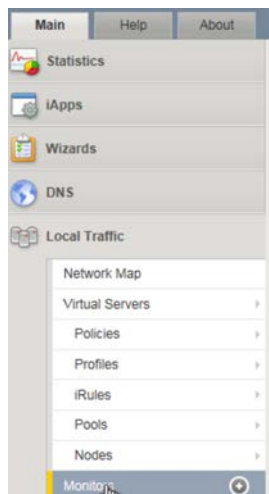 Main Help About
Statistics
iApps
Wizards
DNS
Local Traffic
Network Map
Virtual Servers
Policies
Profiles
iRules
Pools
Nodes
Monitors